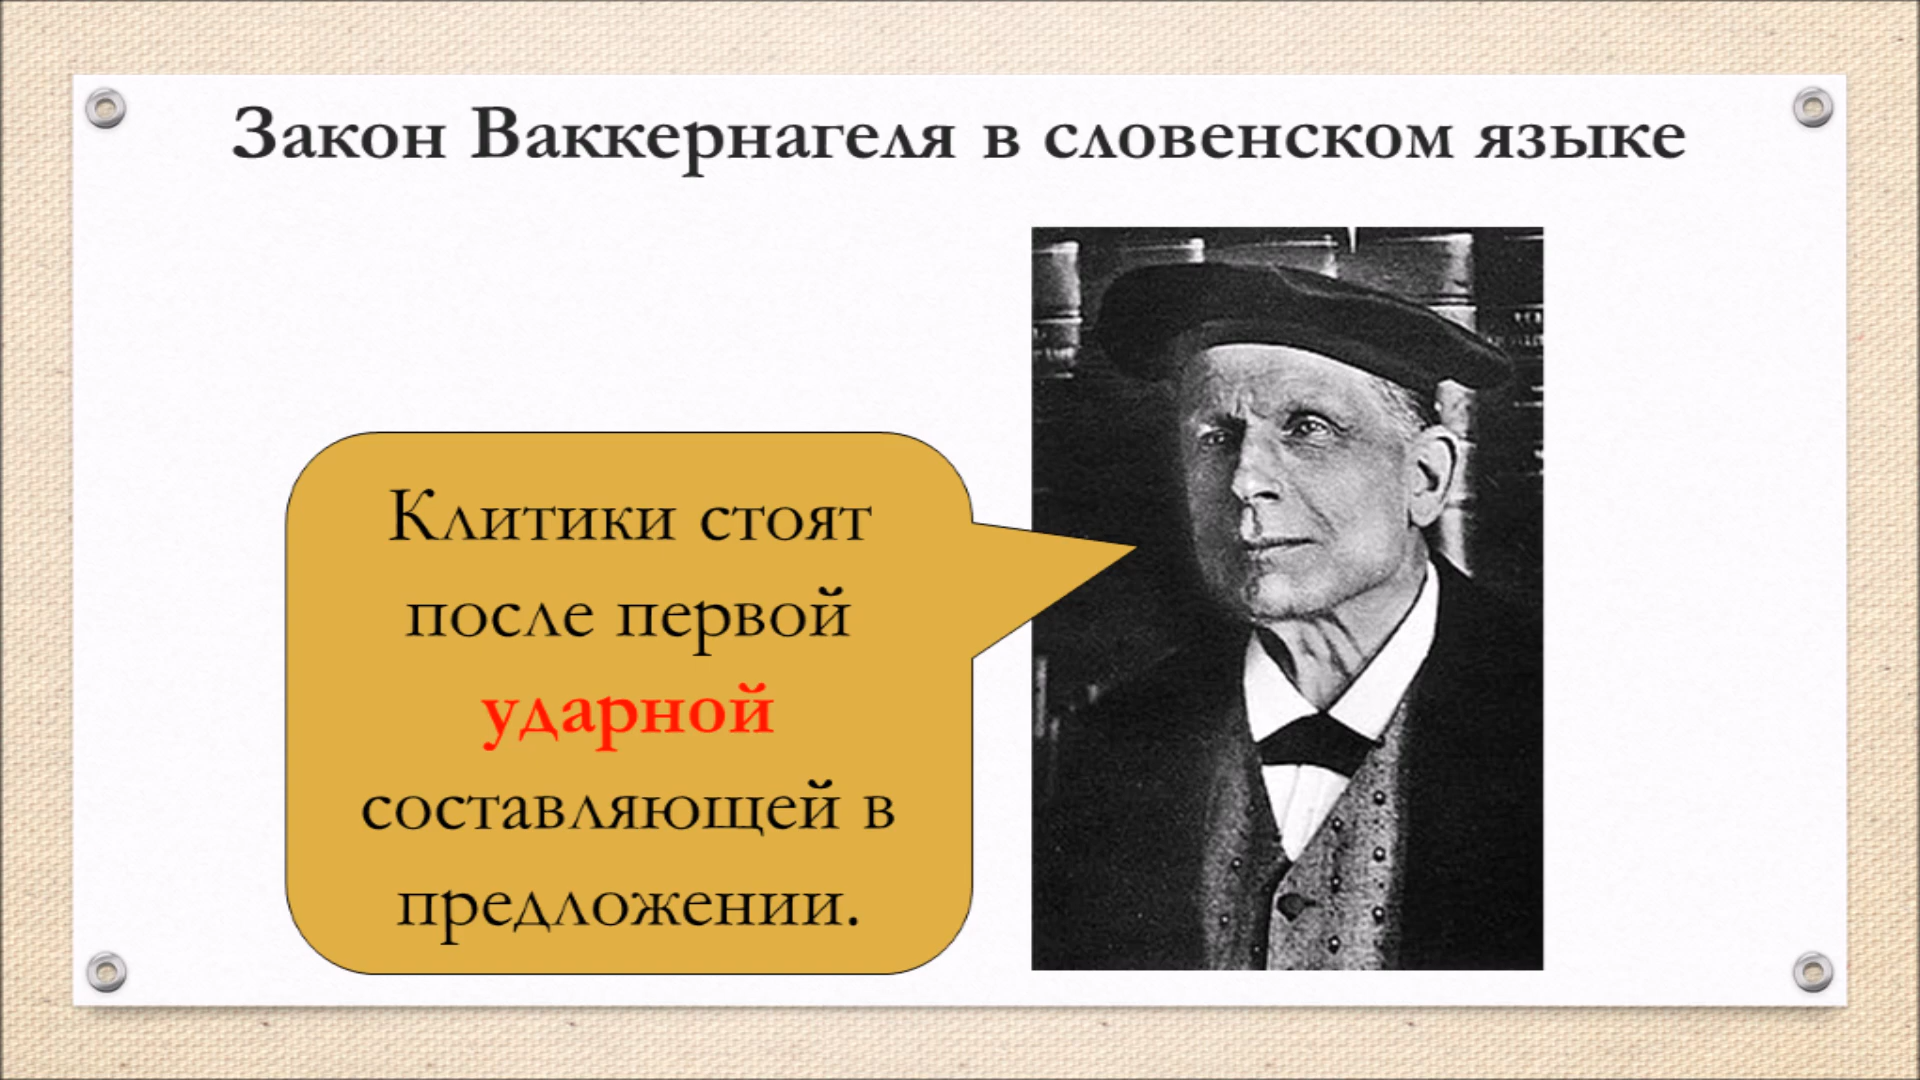 Закон Ваккернагеля в словенском языке
Клитики стоят
после первой
ударной
составляющей в
предложении.